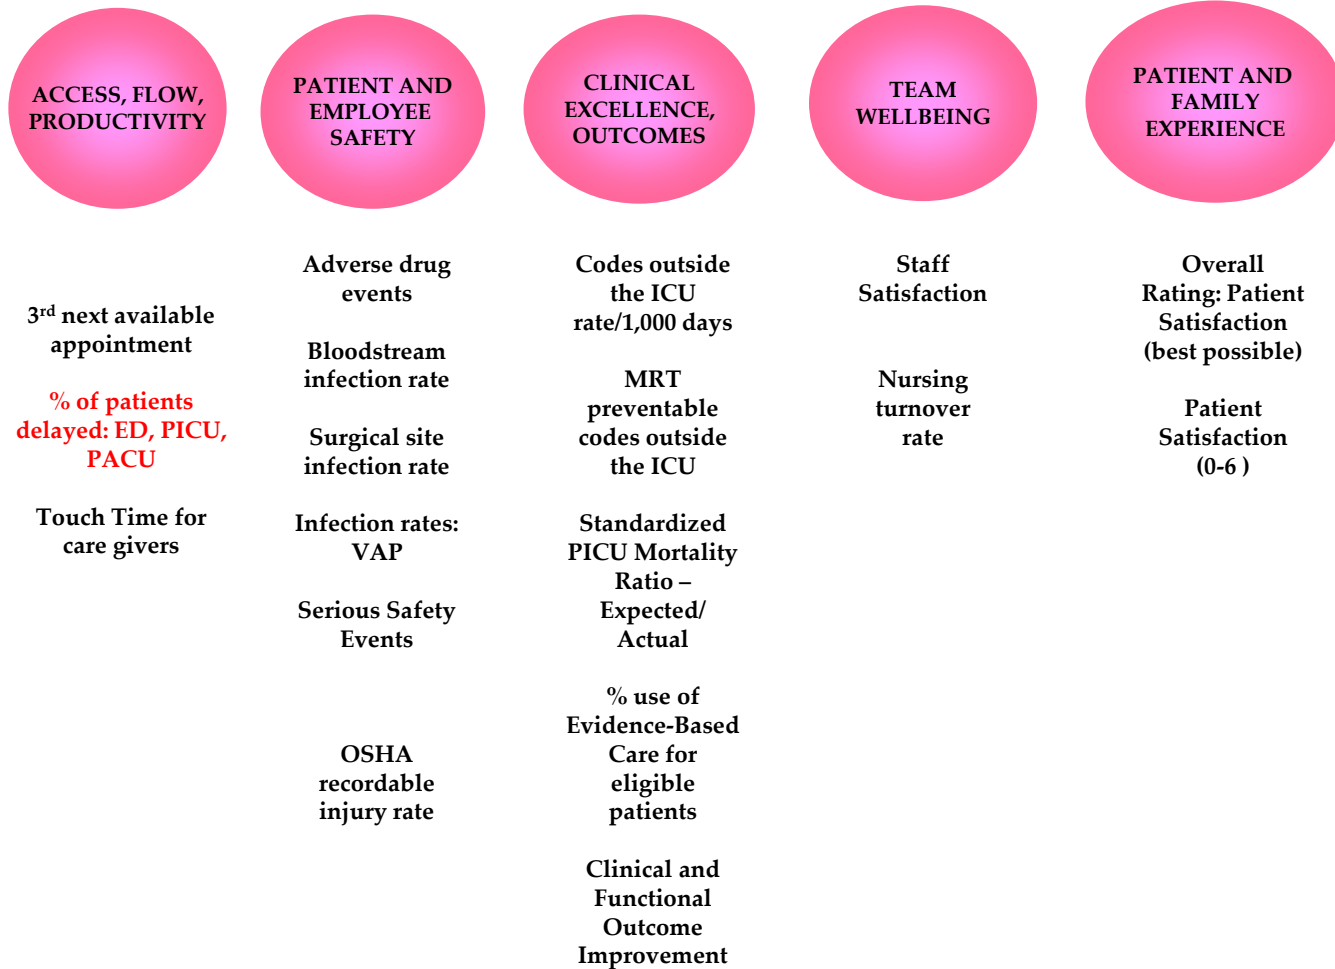 ACCESS, FLOW,
PRODUCTIVITY
PATIENT AND
EMPLOYEE
SAFETY
CLINICAL
EXCELLENCE,
OUTCOMES
TEAM
WELLBEING
PATIENT AND
FAMILY
EXPERIENCE
3rd next available
appointment
% of patients
delayed: ED, PICU,
PACU
Touch Time for
care givers
Adverse drug
events
Bloodstream
infection rate
Surgical site
infection rate
Infection rates:
VAP
Serious Safety
Events
OSHA
recordable
injury rate
Codes outside
the ICU
rate/1,000 days
MRT
preventable
codes outside
the ICU
Standardized
PICU Mortality
Ratio –
Expected/
Actual
% use of
Evidence-Based
Care for
eligible
patients
Clinical and
Functional
Outcome
Improvement
Staff
Satisfaction
Nursing
turnover
rate
Overall
Rating: Patient
Satisfaction
(best possible)
Patient
Satisfaction
(0-6 )